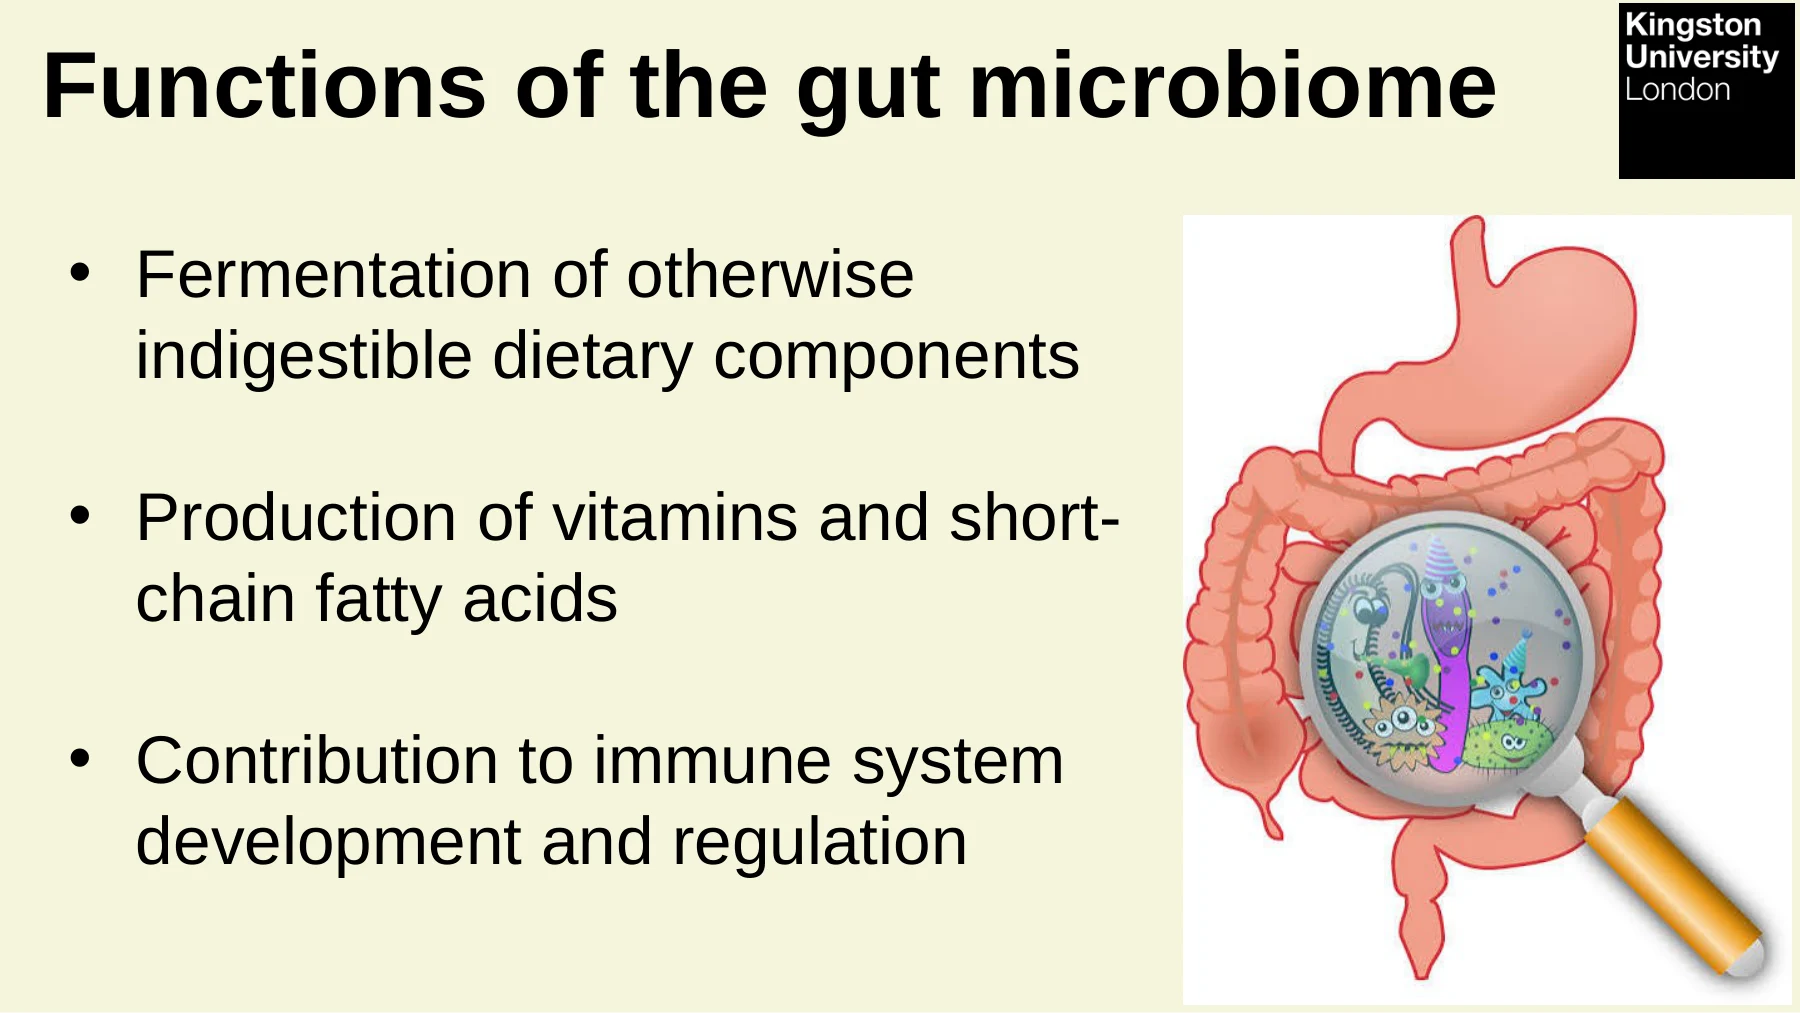 Functions of the gut microbiome
Kingston
University
London
• Fermentation of otherwise
indigestible dietary components
• Production of vitamins and short-
chain fatty acids
• Contribution to immune system
development and regulation